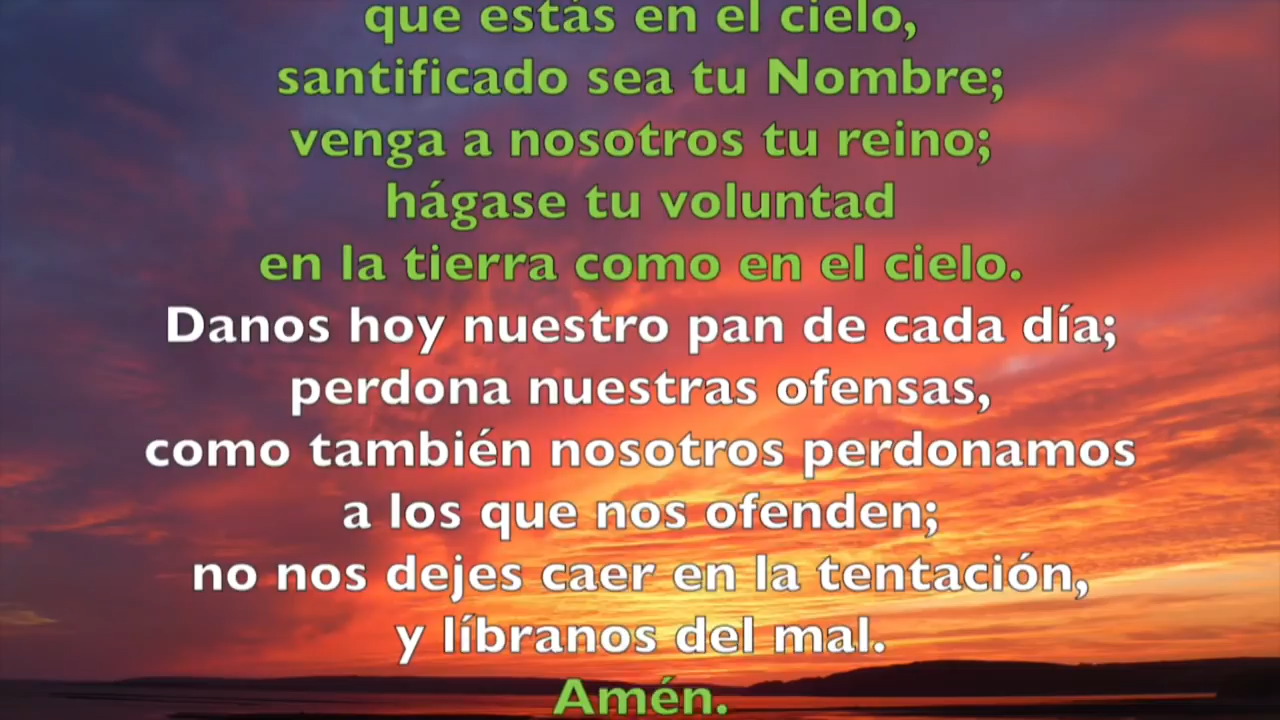 que estás en el cielo,
santificado sea tu Nombre;
venga a nosotros tu reino;
hágase tu voluntad
en la tierra como en el cielo.
Danos hoy nuestro pan de cada día;
perdona nuestras ofensas,
como también nosotros perdonamos
a los que nos ofenden;
no nos dejes caer en la tentación,
y líbranos del mal.
Amén.